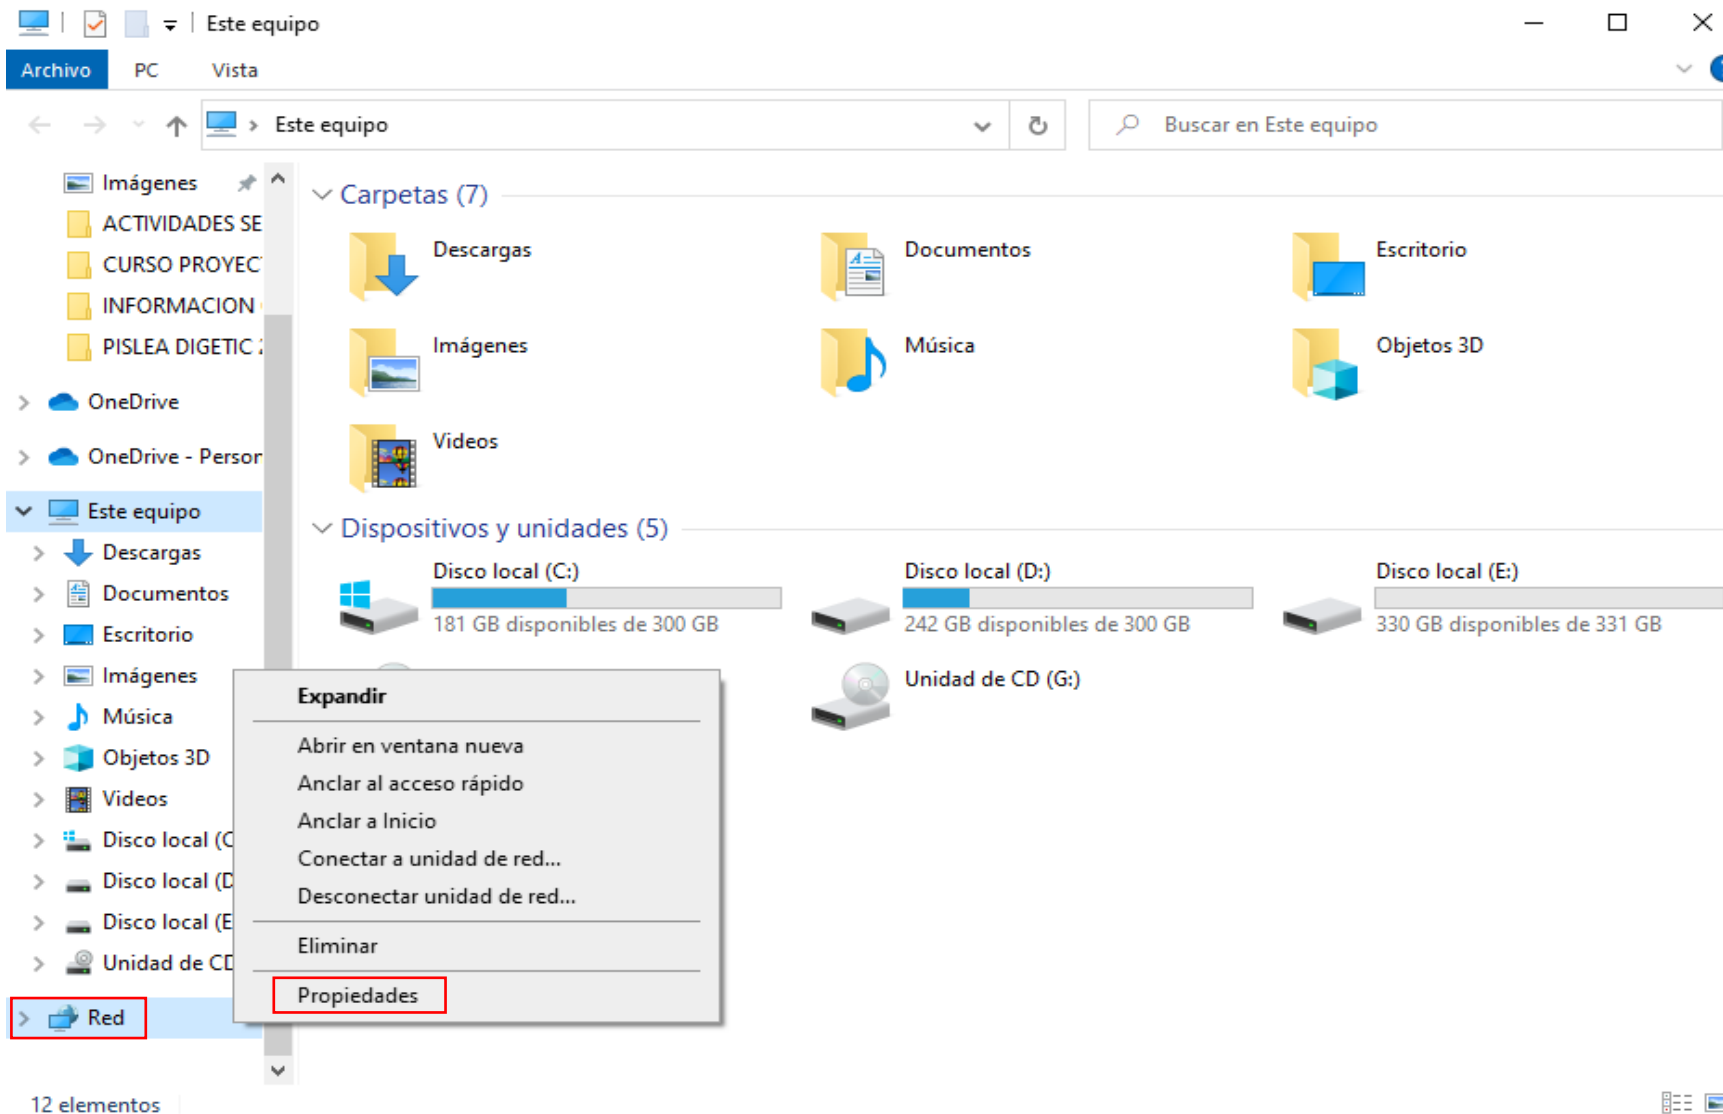 Este equipo
Archivo
PC
Vista
Este equipo
Buscar en Este equipo
Imágenes
ACTIVIDADES SE
CURSO PROYEC
INFORMACION
PISLEA DIGETIC
OneDrive
OneDrive - Person
Este equipo
Descargas
Documentos
Escritorio
Imágenes
Música
Objetos 3D
Videos
Disco local (C
Disco local (D
Disco local (E
Unidad de CD
Red
Carpetas (7)
Descargas
Documentos
Escritorio
Imágenes
Música
Objetos 3D
Videos
Dispositivos y unidades (5)
Disco local (C:)
181 GB disponibles de 300 GB
Disco local (D:)
242 GB disponibles de 300 GB
Disco local (E:)
330 GB disponibles de 331 GB
Unidad de CD (G:)
Expandir
Abrir en ventana nueva
Anclar al acceso rápido
Anclar a Inicio
Conectar a unidad de red...
Desconectar unidad de red...
Eliminar
Propiedades
12 elementos